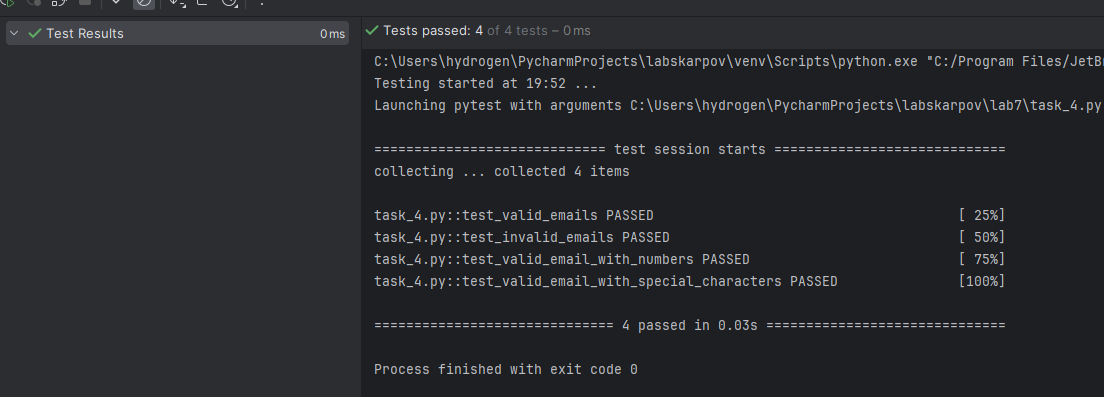 Test Results 0 ms
Tests passed: 4 of 4 tests – 0 ms
C:\Users\hydrogen\PycharmProjects\labskarpov\venv\Scripts\python.exe "C:/Program Files/JetBr
Testing started at 19:52 ...
Launching pytest with arguments C:\Users\hydrogen\PycharmProjects\labskarpov\lab7\task_4.py
============================= test session starts =============================
collecting ... collected 4 items
task_4.py::test_valid_emails PASSED [ 25%]
task_4.py::test_invalid_emails PASSED [ 50%]
task_4.py::test_valid_email_with_numbers PASSED [ 75%]
task_4.py::test_valid_email_with_special_characters PASSED [100%]
============================== 4 passed in 0.03s ==============================
Process finished with exit code 0